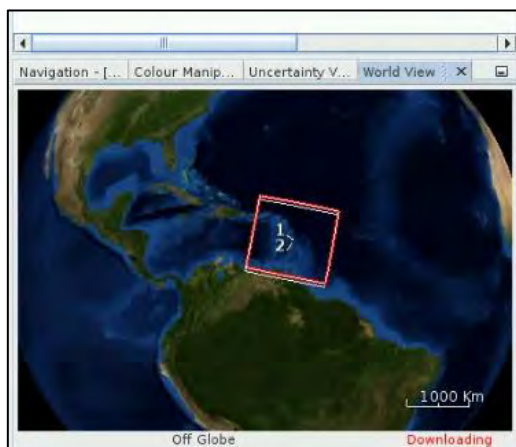 Navigation - [... Colour Manip... Uncertainty V... World View
1
2
1000 Km
Off Globe Downloading